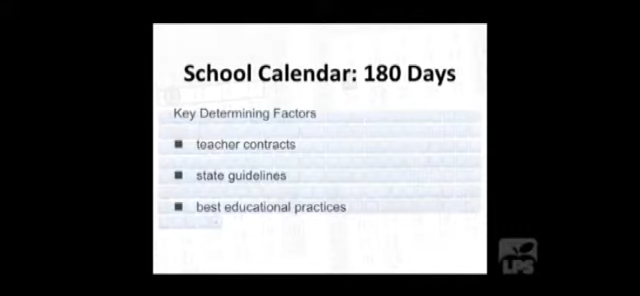 School Calendar: 180 Days
Key Determining Factors
teacher contracts
state guidelines
best educational practices
LPS